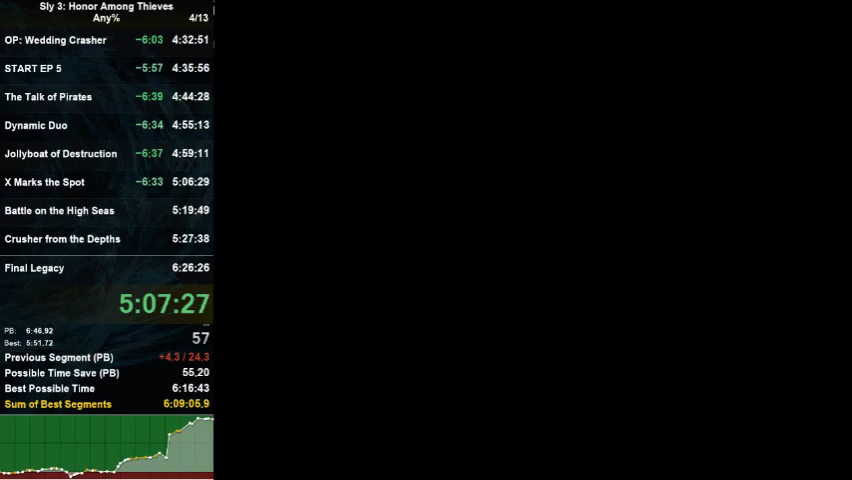 Sly 3: Honor Among Thieves
Any% 4/13
OP: Wedding Crasher −6:03 4:32:51
START EP 5 −5:57 4:35:56
The Talk of Pirates −6:39 4:44:28
Dynamic Duo −6:34 4:55:13
Jollyboat of Destruction −6:37 4:59:11
X Marks the Spot −6:33 5:06:29
Battle on the High Seas 5:19:49
Crusher from the Depths 5:27:38
Final Legacy 6:26:26
5:07:27
PB: 6:46.92
Best: 5:51.72
57
Previous Segment (PB) +4.3 / 24.3
Possible Time Save (PB) 55.20
Best Possible Time 6:16:43
Sum of Best Segments 6:09:05.9